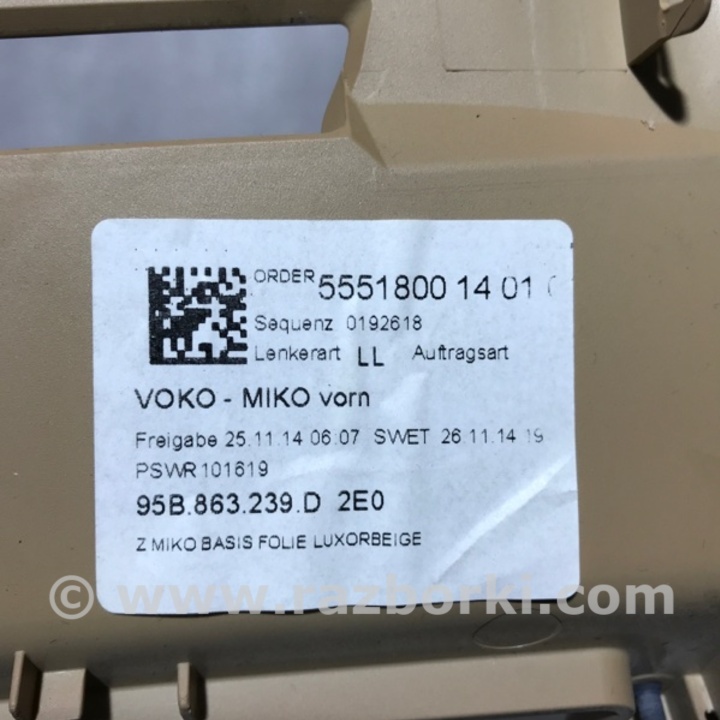 ORDER 5551800 14 01
Sequenz 0192618
Lenkerart LL Auftragsart
VOKO - MIKO vorn
Freigabe 25.11.14 06:07 SWET 26.11.14 19
PSWR 101619
95B.863.239.D 2E0
Z MIKO BASIS FOLIE LUXORBEIGE
© www.razborki.com